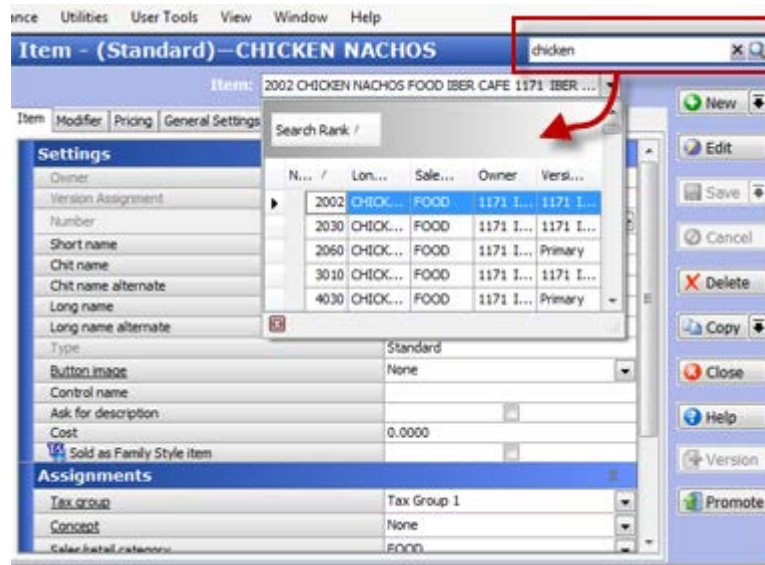 ance Utilities User Tools View Window Help
Item - (Standard)—CHICKEN NACHOS
chicken
Item: 2002 CHICKEN NACHOS FOOD IBER CAFE 1171 IBER ...
Item Modifier Pricing General Settings
Search Rank /
New
Settings
Edit
Owner
N... / Lon... Sale... Owner Versi...
Version Assignment
2002 CHICK... FOOD 1171 I... 1171 I...
Save
Number
2030 CHICK... FOOD 1171 I... 1171 I...
Short name
2060 CHICK... FOOD 1171 I... Primary
Cancel
Chit name
3010 CHICK... FOOD 1171 I... 1171 I...
Chit name alternate
Delete
Long name
4030 CHICK... FOOD 1171 I... Primary
Long name alternate
Copy
Type Standard
Button image None
Close
Control name
Ask for description
Help
Cost 0.0000
Sold as Family Style item
Version
Assignments
Tax group Tax Group 1
Promote
Concept None
Sales/retail category FOOD